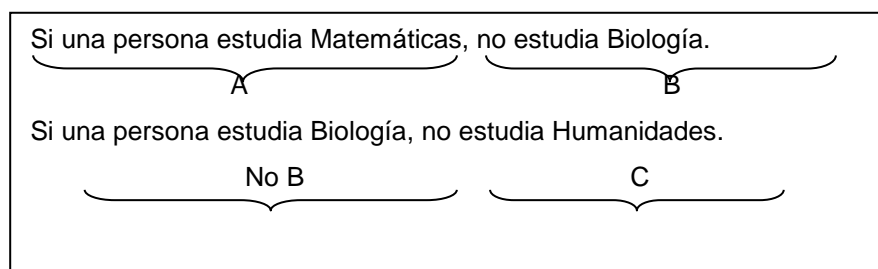 Si una persona estudia Matemáticas, no estudia Biología.
A B
Si una persona estudia Biología, no estudia Humanidades.
No B C